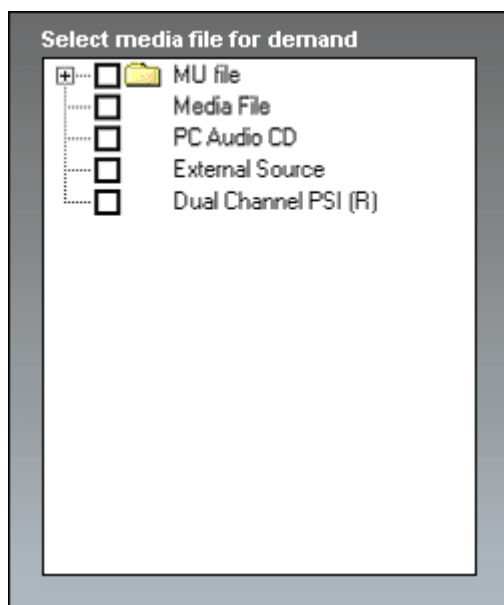 Select media file for demand
MU file
Media File
PC Audio CD
External Source
Dual Channel PSI (R)